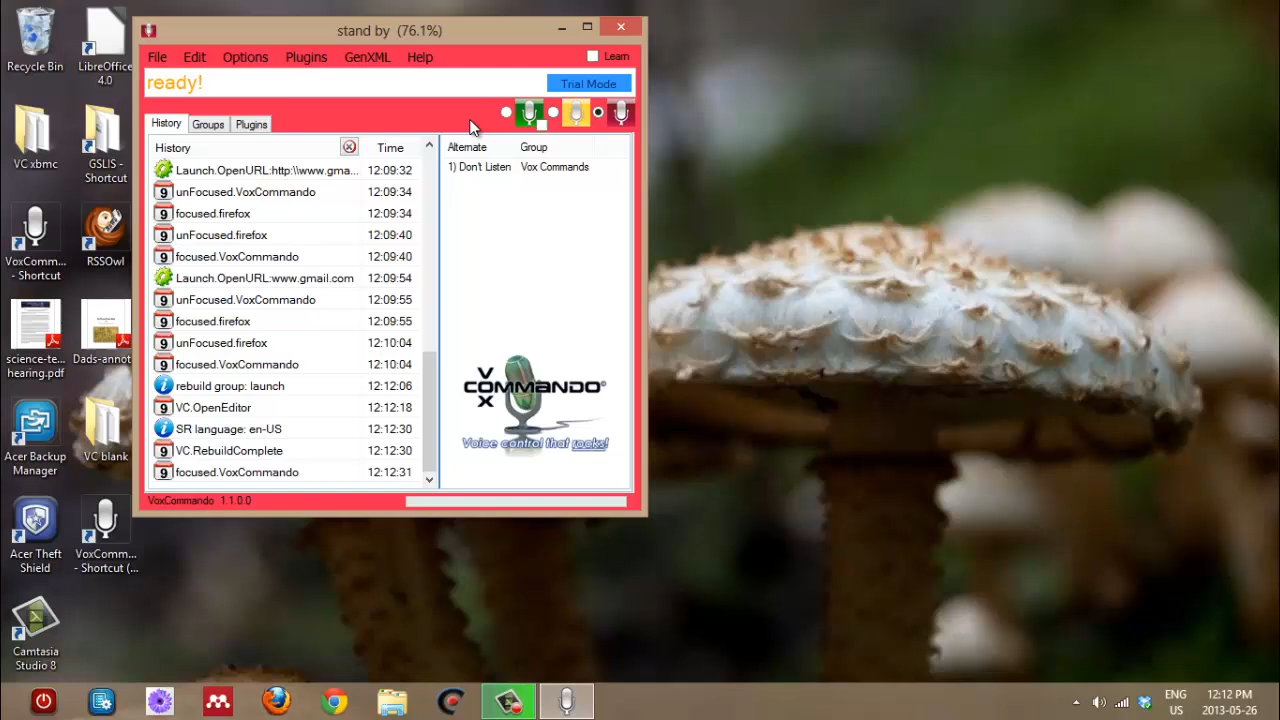 Recycle Bin
LibreOffice 4.0
VC xbmc
GSLIS - Shortcut
VoxComm... - Shortcut
RSSOwl
science-te... hearing.pdf
Dads-annot...
Acer Backup Manager
VC blank
Acer Theft Shield
VoxComm... - Shortcut (...
Camtasia Studio 8
stand by (76.1%)
File Edit Options Plugins GenXML Help Learn
ready! Trial Mode
History Groups Plugins
History Time
Launch.OpenURL:http:\\www.gma... 12:09:32
unFocused.VoxCommando 12:09:34
focused.firefox 12:09:34
unFocused.firefox 12:09:40
focused.VoxCommando 12:09:40
Launch.OpenURL:www.gmail.com 12:09:54
unFocused.VoxCommando 12:09:55
focused.firefox 12:09:55
unFocused.firefox 12:10:04
focused.VoxCommando 12:10:04
rebuild group: launch 12:12:06
VC.OpenEditor 12:12:18
SR language: en-US 12:12:30
VC.RebuildComplete 12:12:30
focused.VoxCommando 12:12:31
Alternate Group
1) Don't Listen Vox Commands
VOX
COMMANDO®
Voice control that rocks!
VoxCommando 1.1.0.0
ENG 12:12 PM
US 2013-05-26